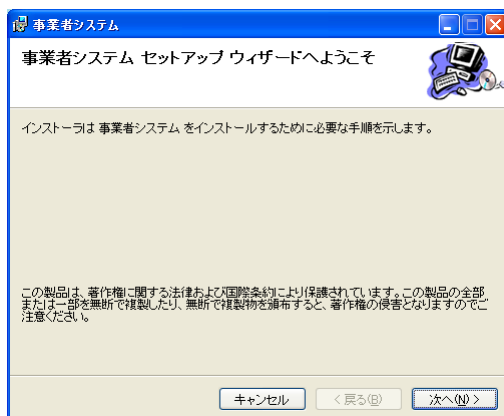 事業者システム
事業者システム セットアップ ウィザードへようこそ
インストーラは 事業者システム をインストールするために必要な手順を示します。
この製品は、著作権に関する法律および国際条約により保護されています。この製品の全部
または一部を無断で複製したり、無断で複製物を頒布すると、著作権の侵害となりますのでご
注意ください。
キャンセル < 戻る(B) 次へ(N) >